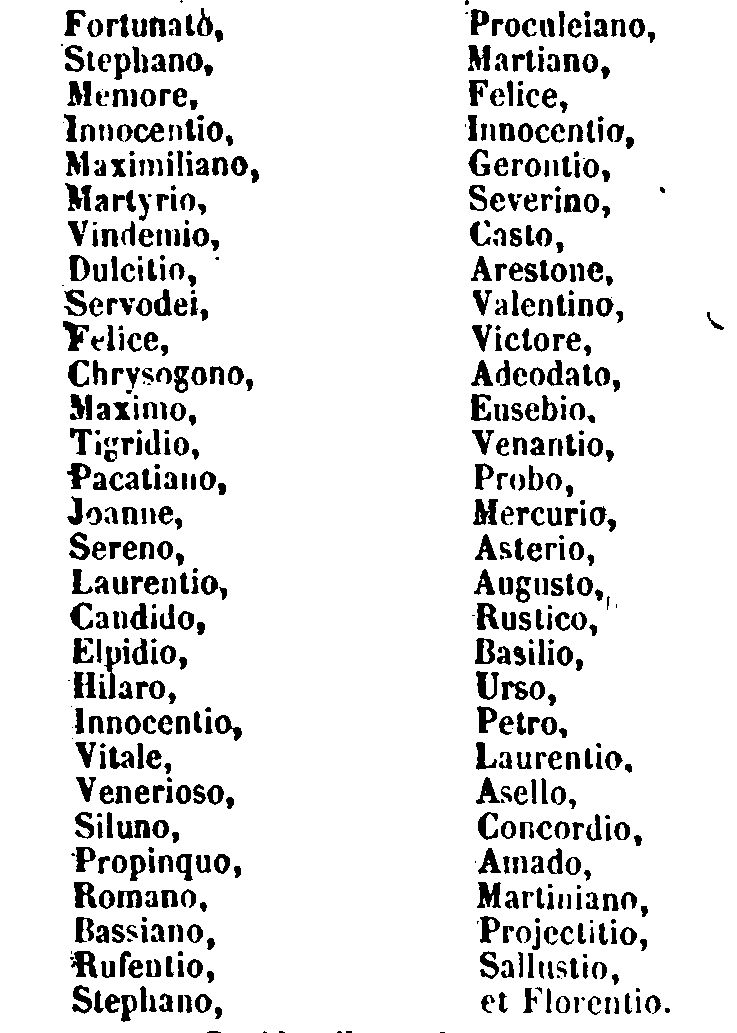 Fortunato,
Stephano,
Memore,
Innocentio,
Maximiliano,
Martyrio,
Vindemio,
Dulcitio,
Servodei,
Felice,
Chrysogono,
Maximo,
Tigridio,
Pacatiano,
Joanne,
Sereno,
Laurentio,
Candido,
Elpidio,
Hilaro,
Innocentio,
Vitale,
Venerioso,
Siluno,
Propinquo,
Romano,
Bassiano,
Rufentio,
Stephano,
Proculeiano,
Martiano,
Felice,
Innocentio,
Gerontio,
Severino,
Casto,
Arestone,
Valentino,
Victore,
Adeodato,
Eusebio,
Venantio,
Probo,
Mercurio,
Asterio,
Augusto,
Rustico,
Basilio,
Urso,
Petro,
Laurentio,
Asello,
Concordio,
Amado,
Martiniano,
Projectitio,
Sallustio,
et Florentio.